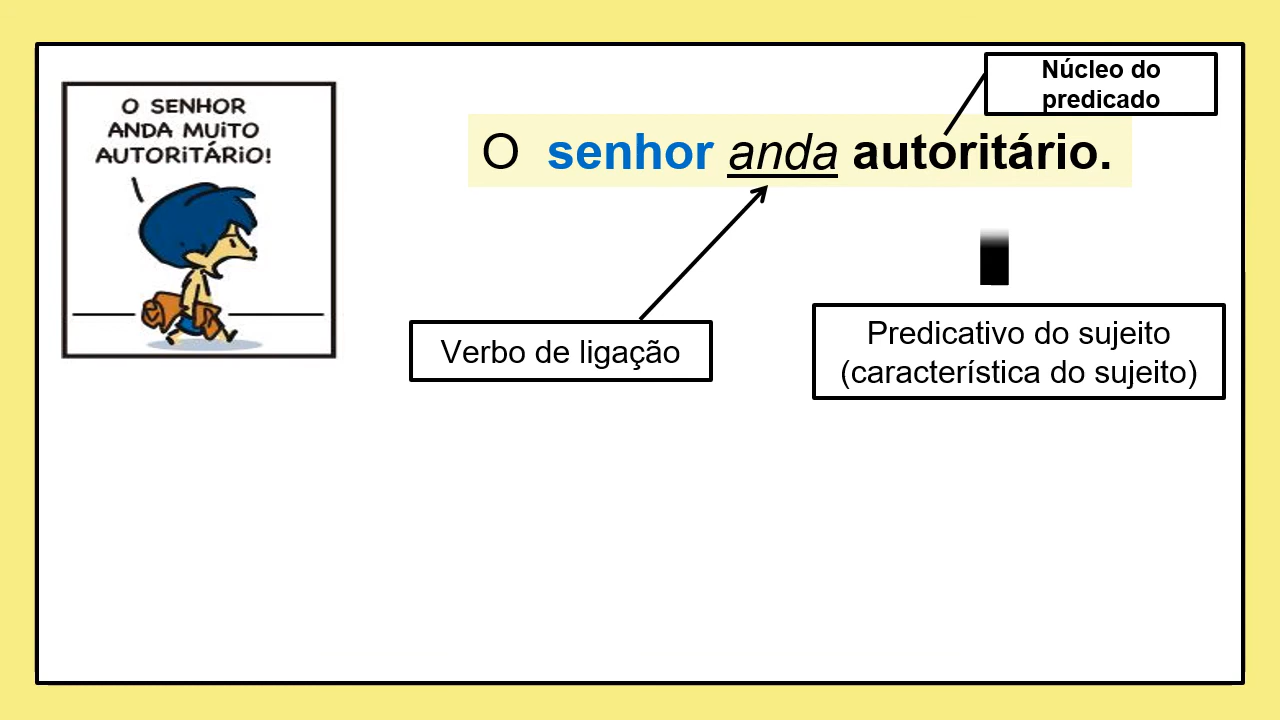 O SENHOR
ANDA MUiTO
AUTORiTÁRiO!
Núcleo do
predicado
O senhor anda autoritário.
Verbo de ligação
Predicativo do sujeito
(característica do sujeito)